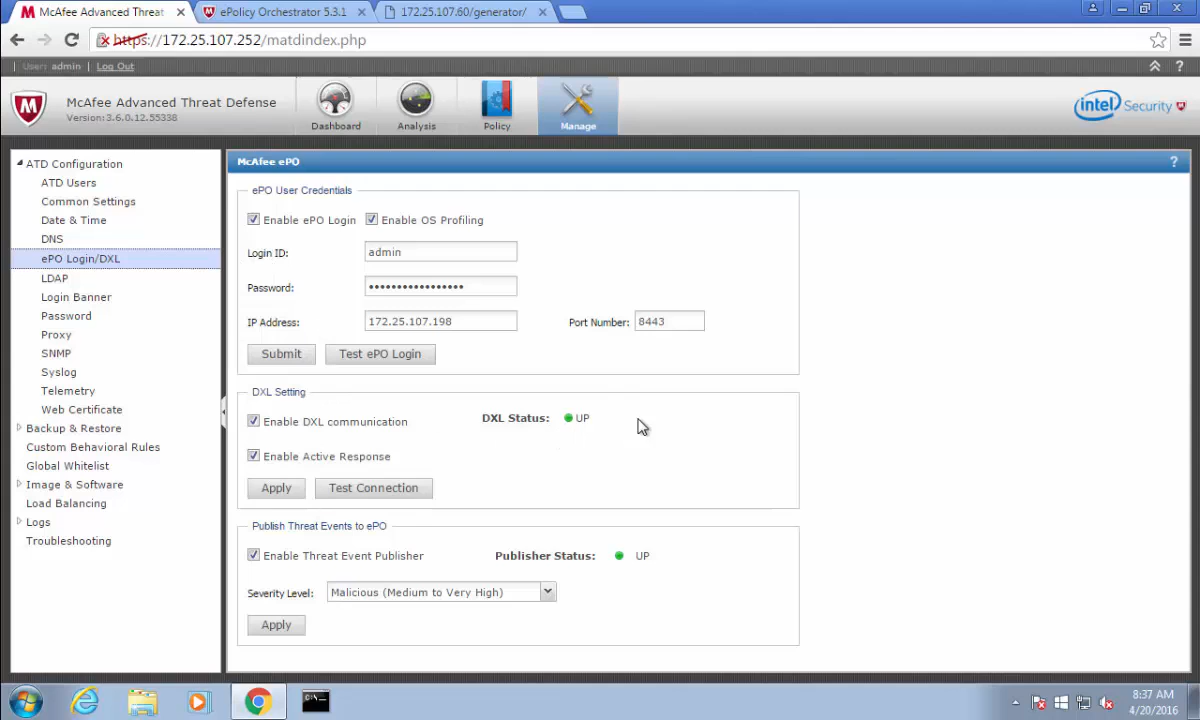 McAfee Advanced Threat
ePolicy Orchestrator 5.3.1
172.25.107.60/generator/
https://172.25.107.252/matdindex.php
User: admin Log Out
McAfee Advanced Threat Defense
Version:3.6.0.12.55338
Dashboard
Analysis
Policy
Manage
intel Security
ATD Configuration
ATD Users
Common Settings
Date & Time
DNS
ePO Login/DXL
LDAP
Login Banner
Password
Proxy
SNMP
Syslog
Telemetry
Web Certificate
Backup & Restore
Custom Behavioral Rules
Global Whitelist
Image & Software
Load Balancing
Logs
Troubleshooting
McAfee ePO
?
ePO User Credentials
Enable ePO Login Enable OS Profiling
Login ID: admin
Password: •••••••••••••••••
IP Address: 172.25.107.198 Port Number: 8443
Submit Test ePO Login
DXL Setting
Enable DXL communication DXL Status: UP
Enable Active Response
Apply Test Connection
Publish Threat Events to ePO
Enable Threat Event Publisher Publisher Status: UP
Severity Level: Malicious (Medium to Very High)
Apply
8:37 AM
4/20/2016